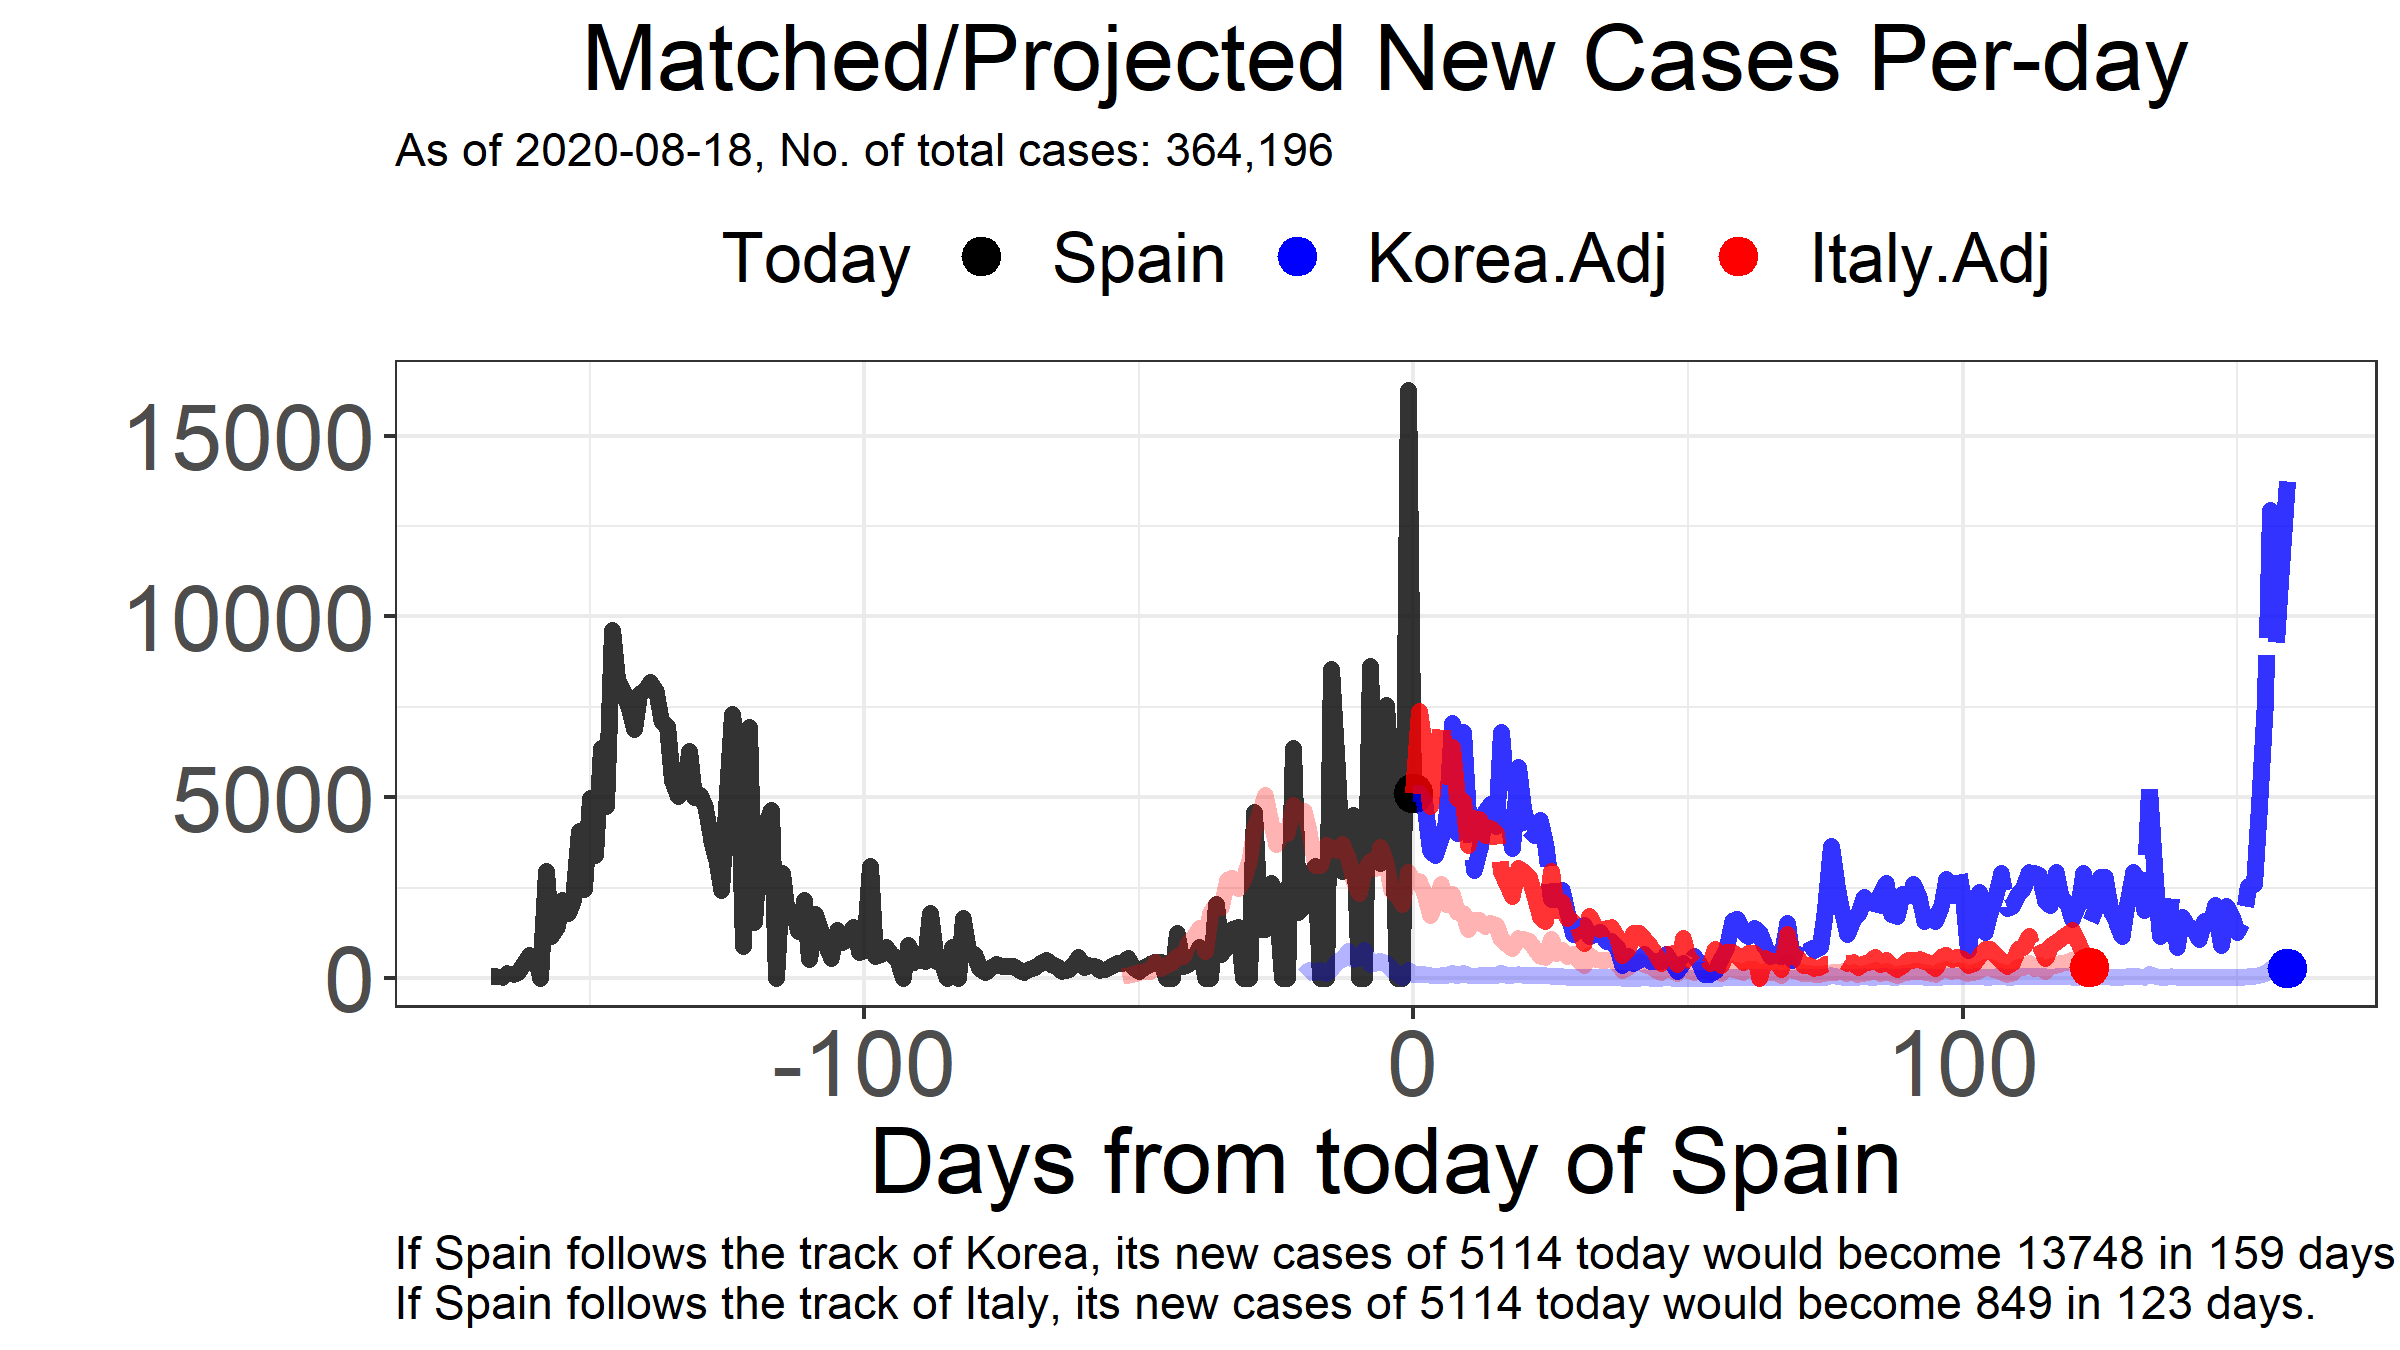 Matched/Projected New Cases Per-day
As of 2020-08-18, No. of total cases: 364,196
Today Spain Korea.Adj Italy.Adj
15000
10000
5000
0
-100 0 100
Days from today of Spain
If Spain follows the track of Korea, its new cases of 5114 today would become 13748 in 159 days
If Spain follows the track of Italy, its new cases of 5114 today would become 849 in 123 days.